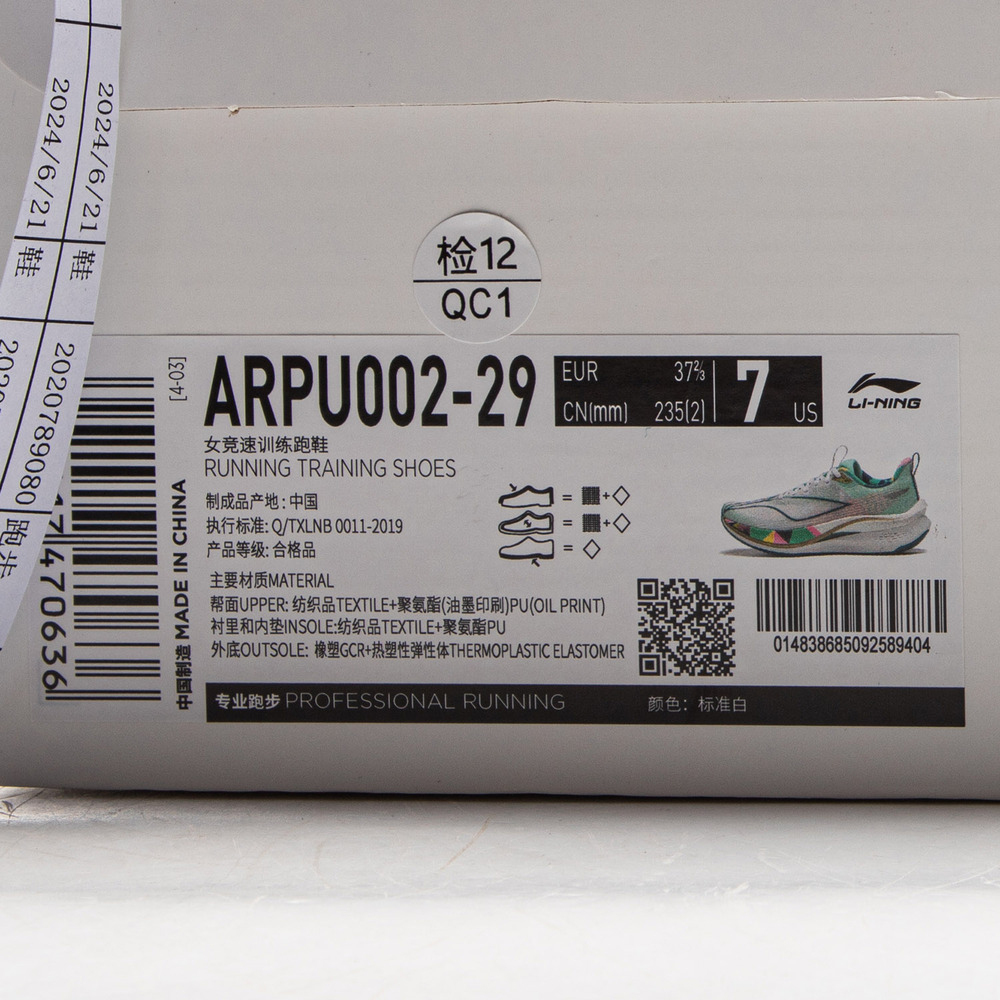 2024/6/21 鞋
2024/6/21 鞋
2020789080 跑步
检12
QC1
[4-03]
ARPU002-29
EUR 37⅔
CN(mm) 235(2)
7 US
LI-NING
女竞速训练跑鞋
RUNNING TRAINING SHOES
制成品产地: 中国
执行标准: Q/TXLNB 0011-2019
产品等级: 合格品
= +
= +
=
主要材质MATERIAL
帮面UPPER: 纺织品TEXTILE+聚氨酯(油墨印刷)PU(OIL PRINT)
衬里和内垫INSOLE:纺织品TEXTILE+聚氨酯PU
外底OUTSOLE: 橡塑GCR+热塑性弹性体THERMOPLASTIC ELASTOMER
014838685092589404
专业跑步 PROFESSIONAL RUNNING
颜色: 标准白
中国制造 MADE IN CHINA